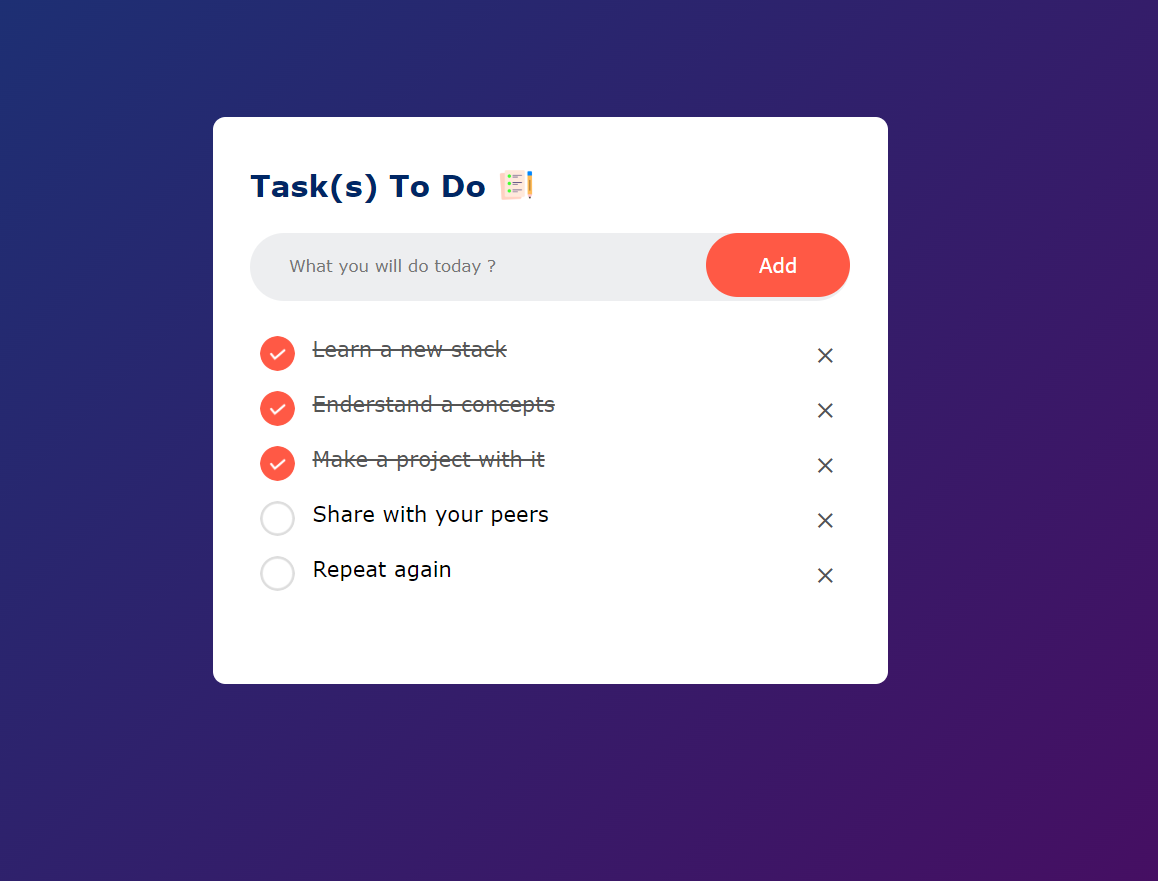 Task(s) To Do
What you will do today ?
Add
Learn a new stack
Enderstand a concepts
Make a project with it
Share with your peers
Repeat again